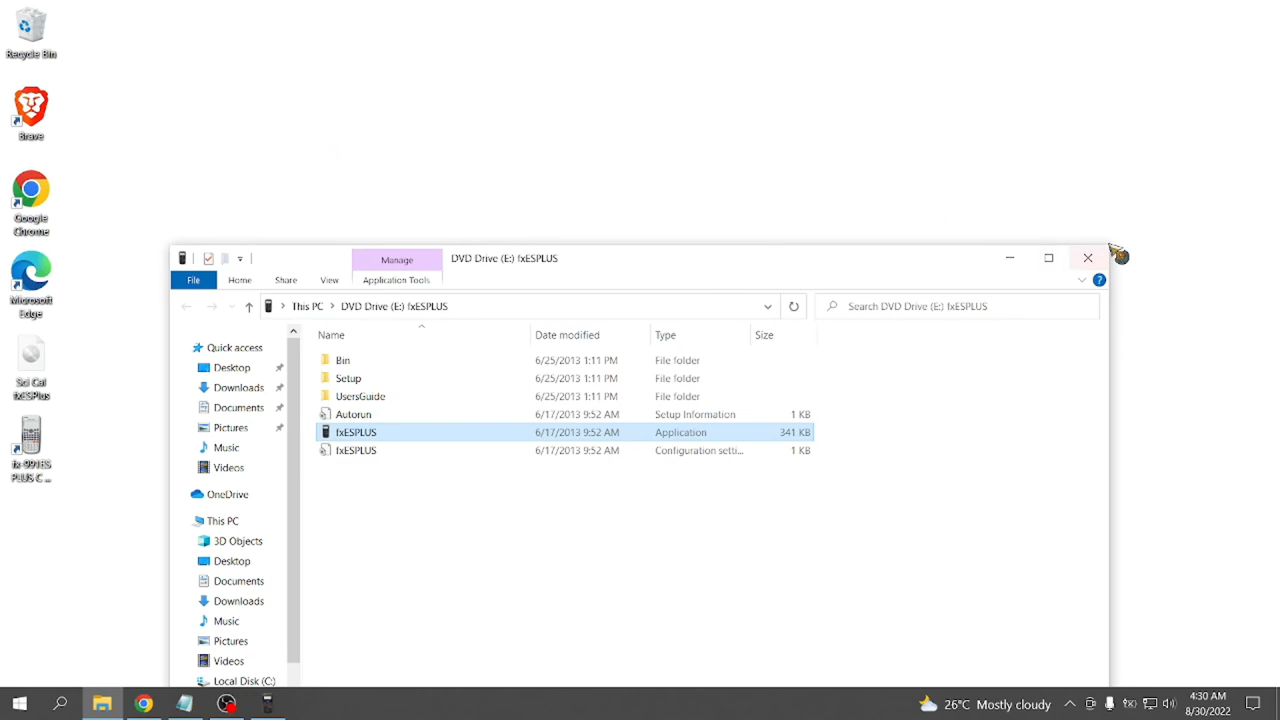 Recycle Bin
Brave
Google
Chrome
Microsoft
Edge
Sci Cal
fxESPlus
fx-991ES
PLUS C ...
Manage
DVD Drive (E:) fxESPLUS
File
Home
Share
View
Application Tools
This PC
DVD Drive (E:) fxESPLUS
Search DVD Drive (E:) fxESPLUS
Name
Date modified
Type
Size
Bin
6/25/2013 1:11 PM
File folder
Setup
6/25/2013 1:11 PM
File folder
UsersGuide
6/25/2013 1:11 PM
File folder
Autorun
6/17/2013 9:52 AM
Setup Information
1 KB
fxESPLUS
6/17/2013 9:52 AM
Application
341 KB
fxESPLUS
6/17/2013 9:52 AM
Configuration setti...
1 KB
Quick access
Desktop
Downloads
Documents
Pictures
Music
Videos
OneDrive
This PC
3D Objects
Desktop
Documents
Downloads
Music
Pictures
Videos
Local Disk (C:)
26°C Mostly cloudy
4:30 AM
8/30/2022